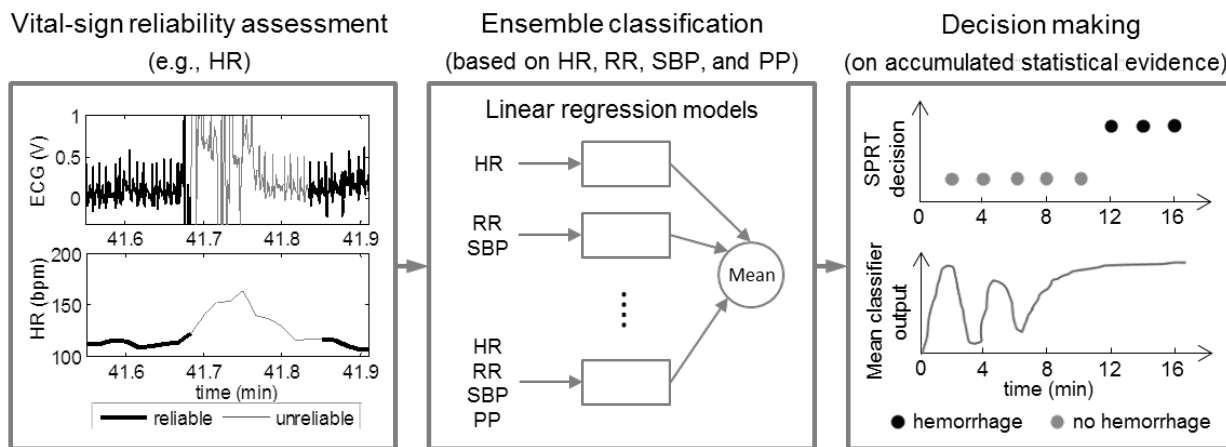 Vital-sign reliability assessment
(e.g., HR)
ECG (V)
1
0.5
0
41.6 41.7 41.8 41.9
HR (bpm)
200
150
100
41.6 41.7 41.8 41.9
time (min)
reliable unreliable
Ensemble classification
(based on HR, RR, SBP, and PP)
Linear regression models
HR
RR
SBP
Mean
HR
RR
SBP
PP
Decision making
(on accumulated statistical evidence)
SPRT
decision
0 4 8 12 16
Mean classifier
output
0 4 8 12 16
time (min)
hemorrhage no hemorrhage